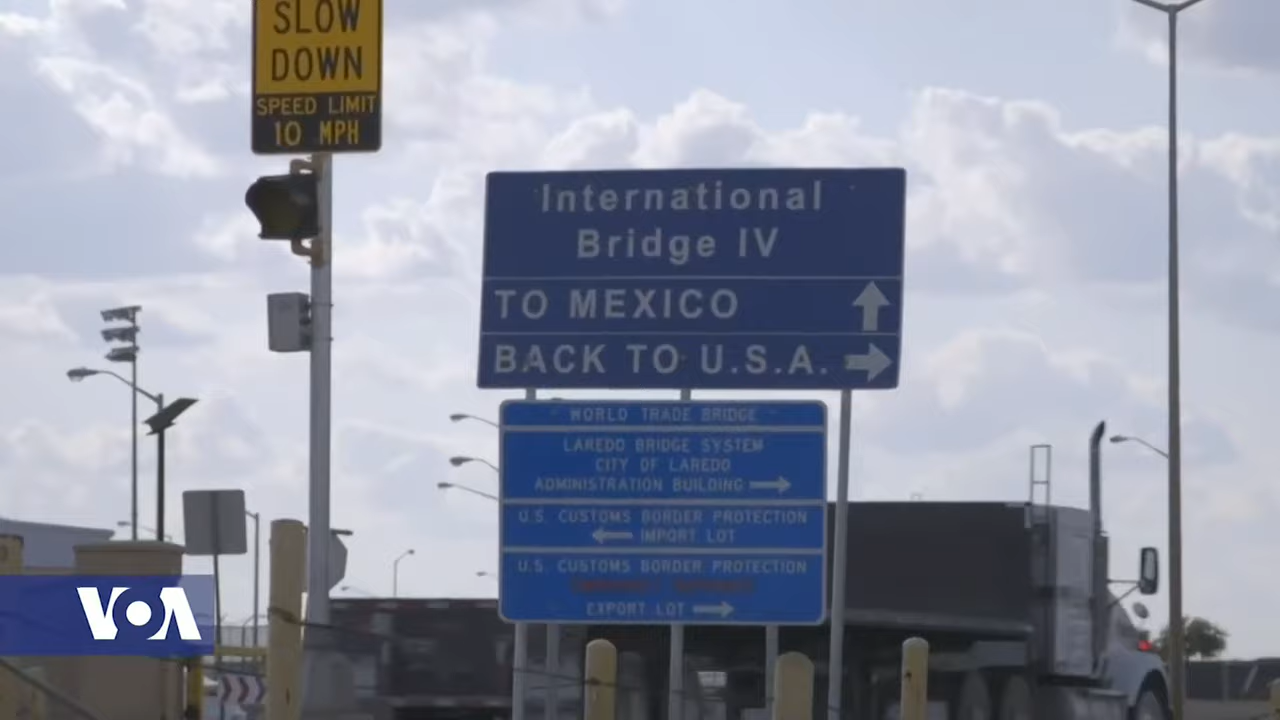 SLOW
DOWN
SPEED LIMIT
10 MPH
International
Bridge IV
TO MEXICO
BACK TO U.S.A.
WORLD TRADE BRIDGE
LAREDO BRIDGE SYSTEM
CITY OF LAREDO
ADMINISTRATION BUILDING
U.S. CUSTOMS BORDER PROTECTION
IMPORT LOT
U.S. CUSTOMS BORDER PROTECTION
EXPORT LOT
VOA